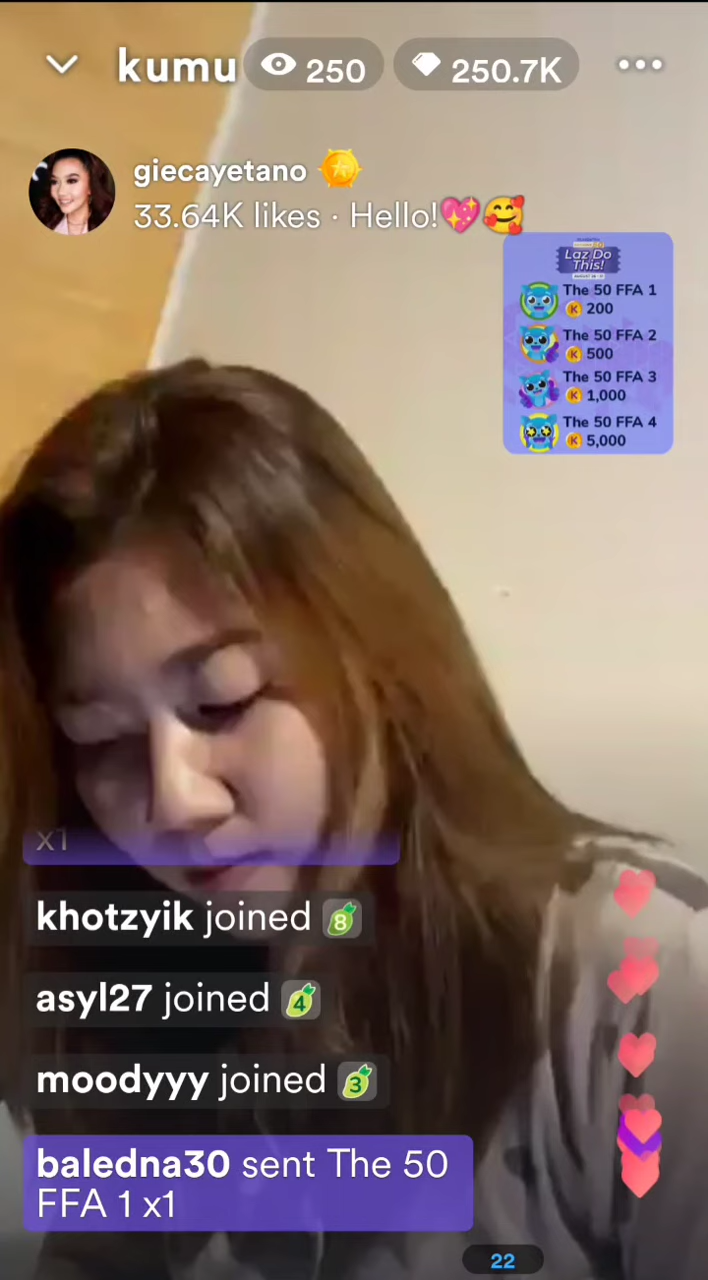 kumu 250 250.7K
giecayetano
33.64K likes · Hello!💖🥰
Laz Do
This!
The 50 FFA 1
K 200
The 50 FFA 2
K 500
The 50 FFA 3
K 1,000
The 50 FFA 4
K 5,000
x1
khotzyik joined 8
asyl27 joined 4
moodyyy joined 3
baledna30 sent The 50
FFA 1 x1
22